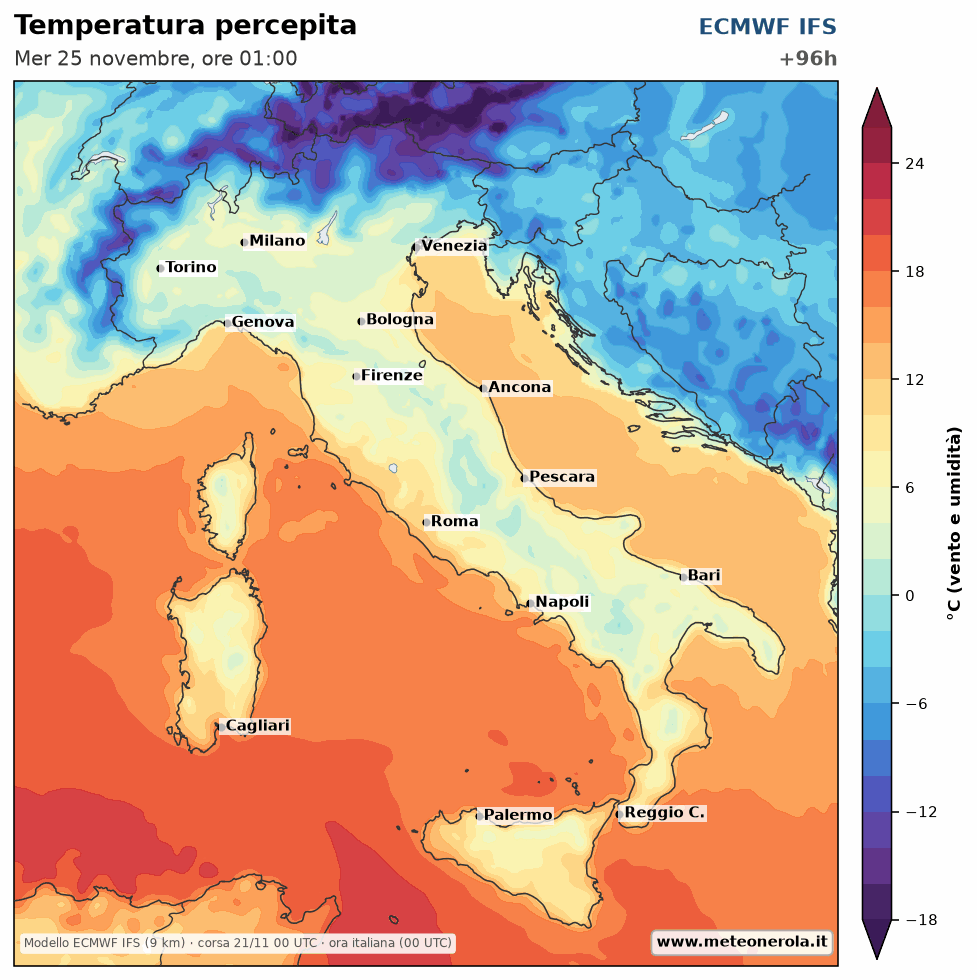 Temperatura percepita
ECMWF IFS
Mer 25 novembre, ore 01:00
+96h
Milano
Venezia
Torino
Genova
Bologna
Firenze
Ancona
Pescara
Roma
Bari
Napoli
Cagliari
Palermo
Reggio C.
24
18
12
6
0
−6
−12
−18
°C (vento e umidità)
Modello ECMWF IFS (9 km) · corsa 21/11 00 UTC · ora italiana (00 UTC)
www.meteonerola.it